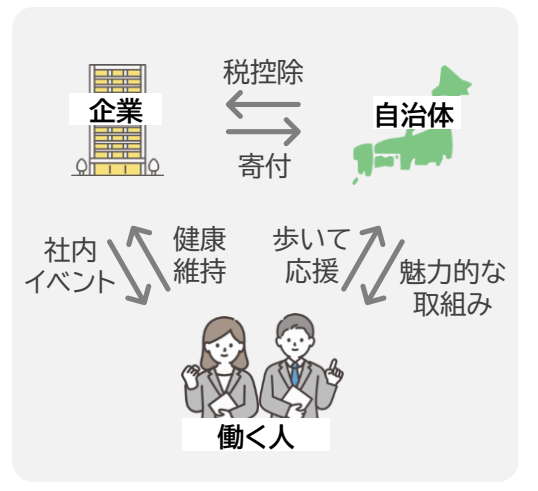 税控除
企業
自治体
寄付
社内
イベント
健康
維持
歩いて
応援
魅力的な
取組み
働く人